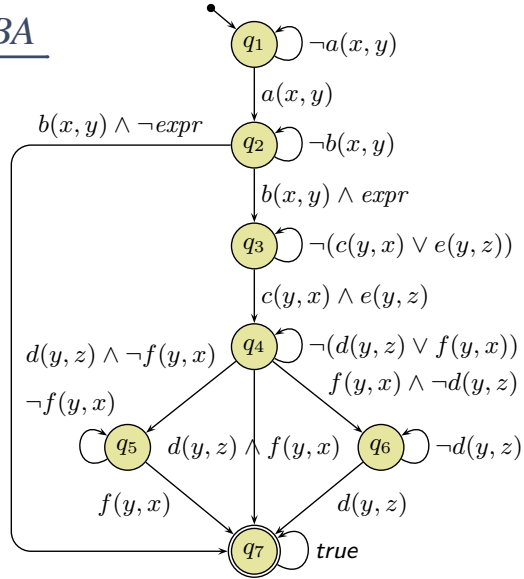 BA
q1
¬a(x, y)
a(x, y)
b(x, y) ∧ ¬expr
q2
¬b(x, y)
b(x, y) ∧ expr
q3
¬(c(y, x) ∨ e(y, z))
c(y, x) ∧ e(y, z)
d(y, z) ∧ ¬f(y, x)
q4
¬(d(y, z) ∨ f(y, x))
f(y, x) ∧ ¬d(y, z)
¬f(y, x)
q5
d(y, z) ∧ f(y, x)
q6
¬d(y, z)
f(y, x)
d(y, z)
q7
true